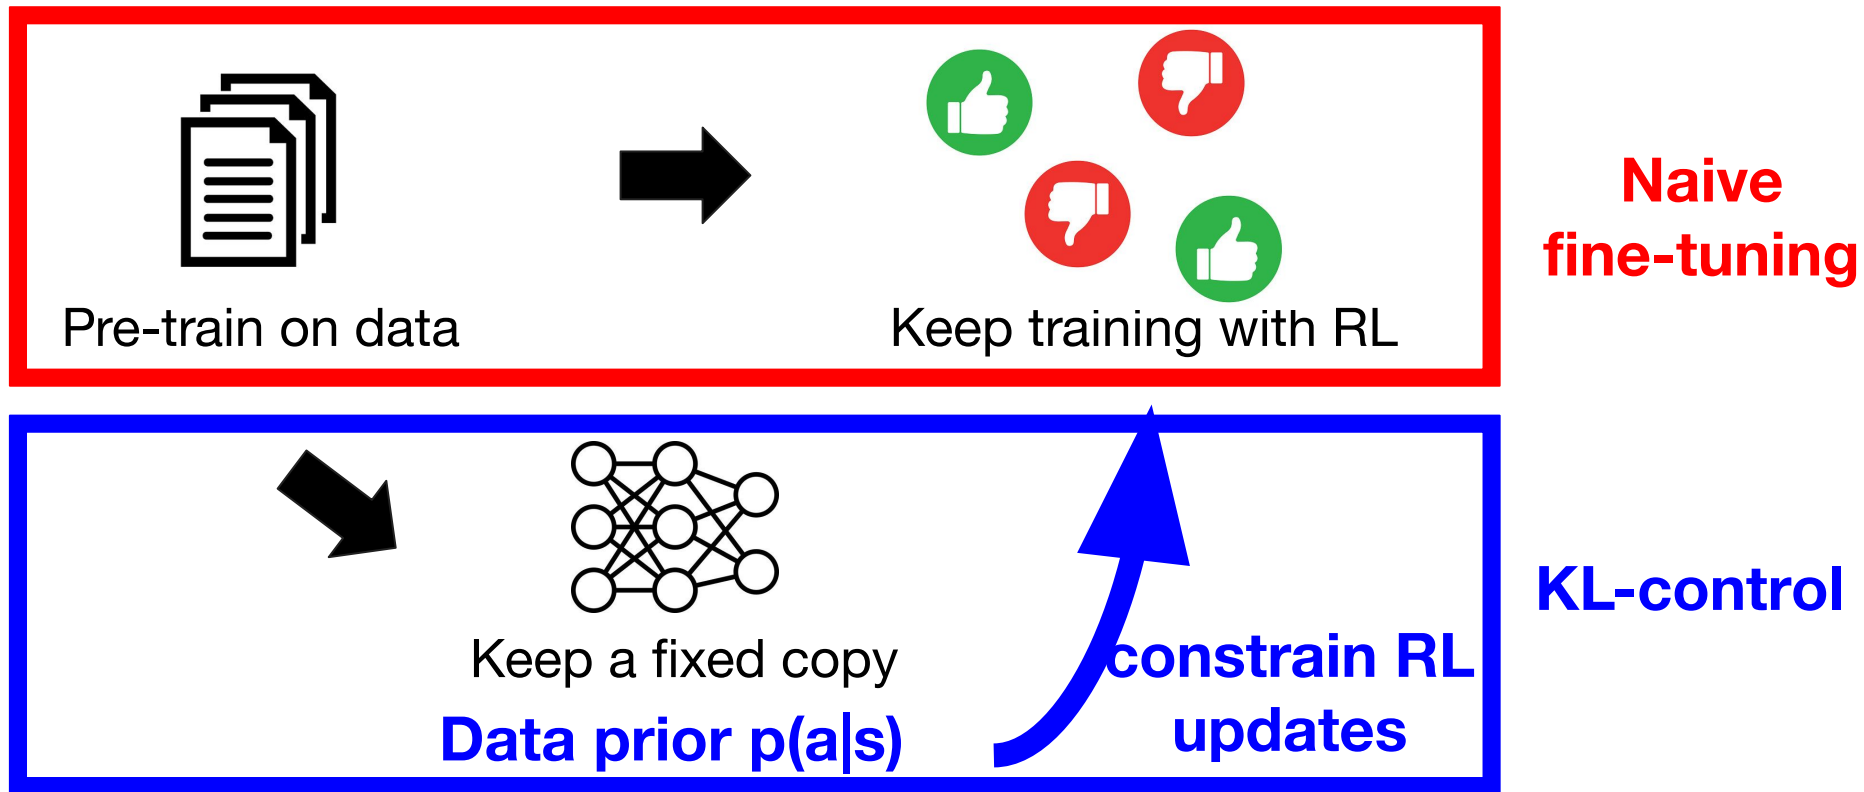 Pre-train on data
Keep training with RL
Naive
fine-tuning
Keep a fixed copy
Data prior p(a|s)
constrain RL
updates
KL-control